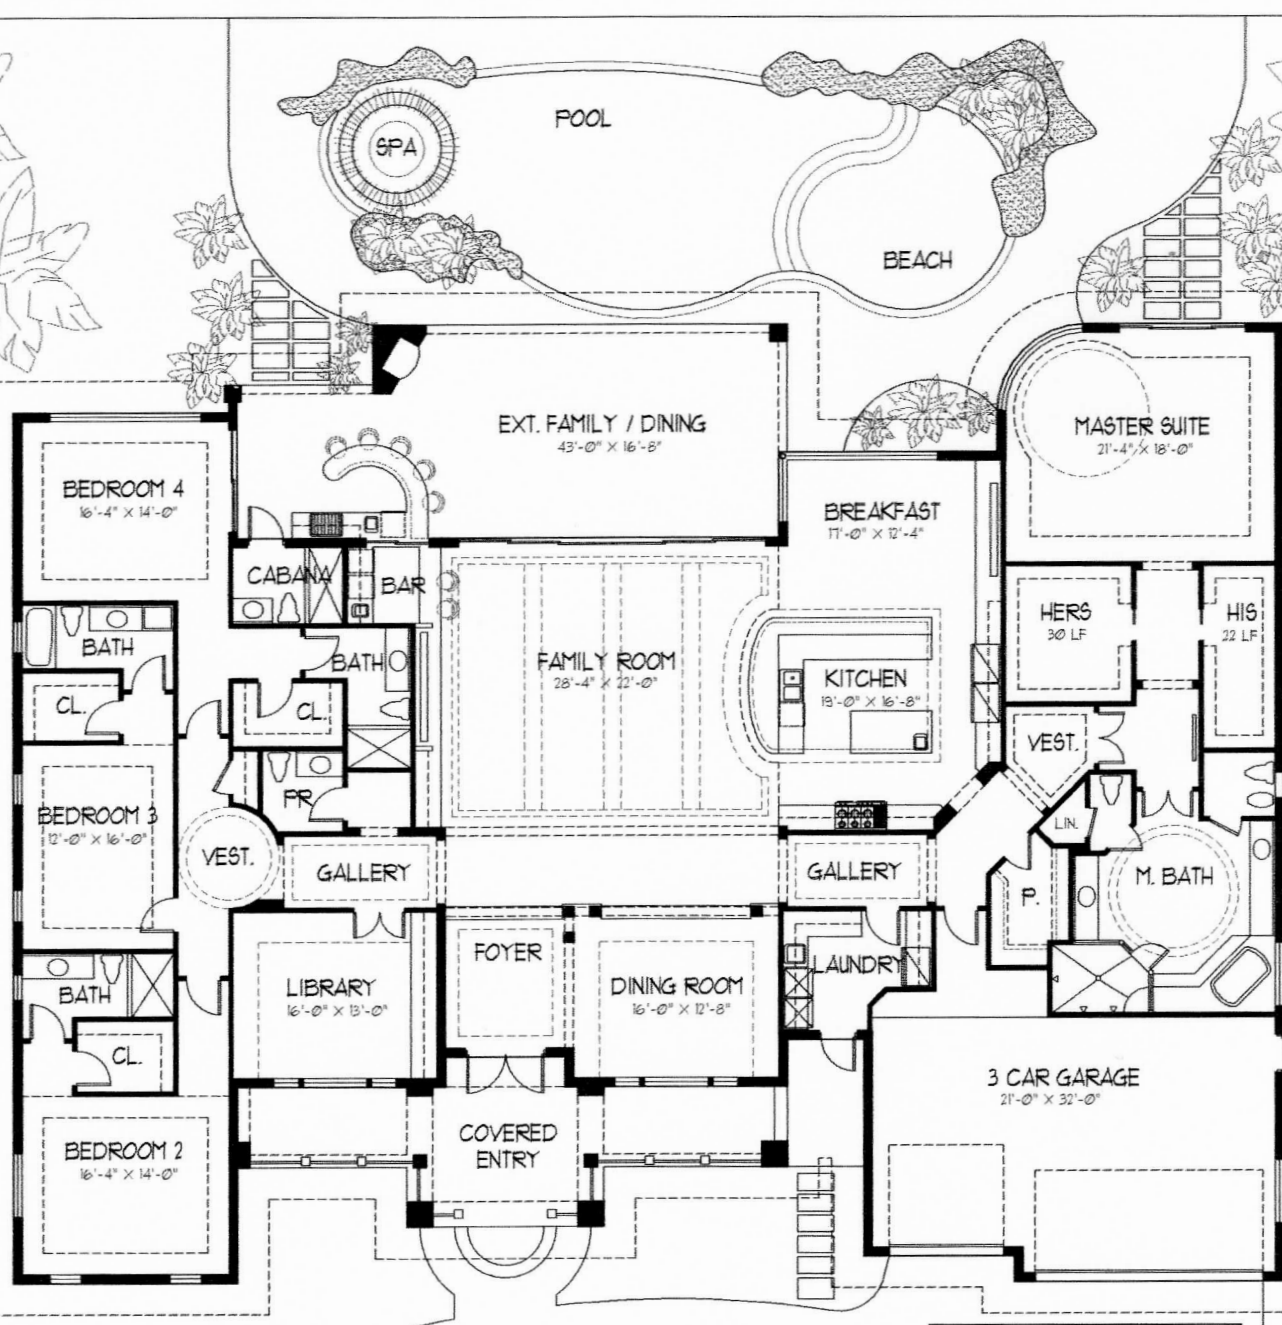 POOL
SPA
BEACH
EXT. FAMILY / DINING
43'-0" X 16'-8"
MASTER SUITE
21'-4" X 18'-0"
BEDROOM 4
16'-4" X 14'-0"
BREAKFAST
17'-0" X 12'-4"
CABANA
BAR
HERS
30 LF
HIS
22 LF
BATH
BATH
FAMILY ROOM
28'-4" X 22'-0"
KITCHEN
19'-0" X 16'-8"
CL.
CL.
VEST.
PR
BEDROOM 3
12'-0" X 16'-0"
LIN.
VEST.
GALLERY
GALLERY
M. BATH
P.
FOYER
LAUNDRY
LIBRARY
16'-0" X 13'-0"
DINING ROOM
16'-0" X 12'-8"
BATH
CL.
3 CAR GARAGE
21'-0" X 32'-0"
COVERED
ENTRY
BEDROOM 2
16'-4" X 14'-0"